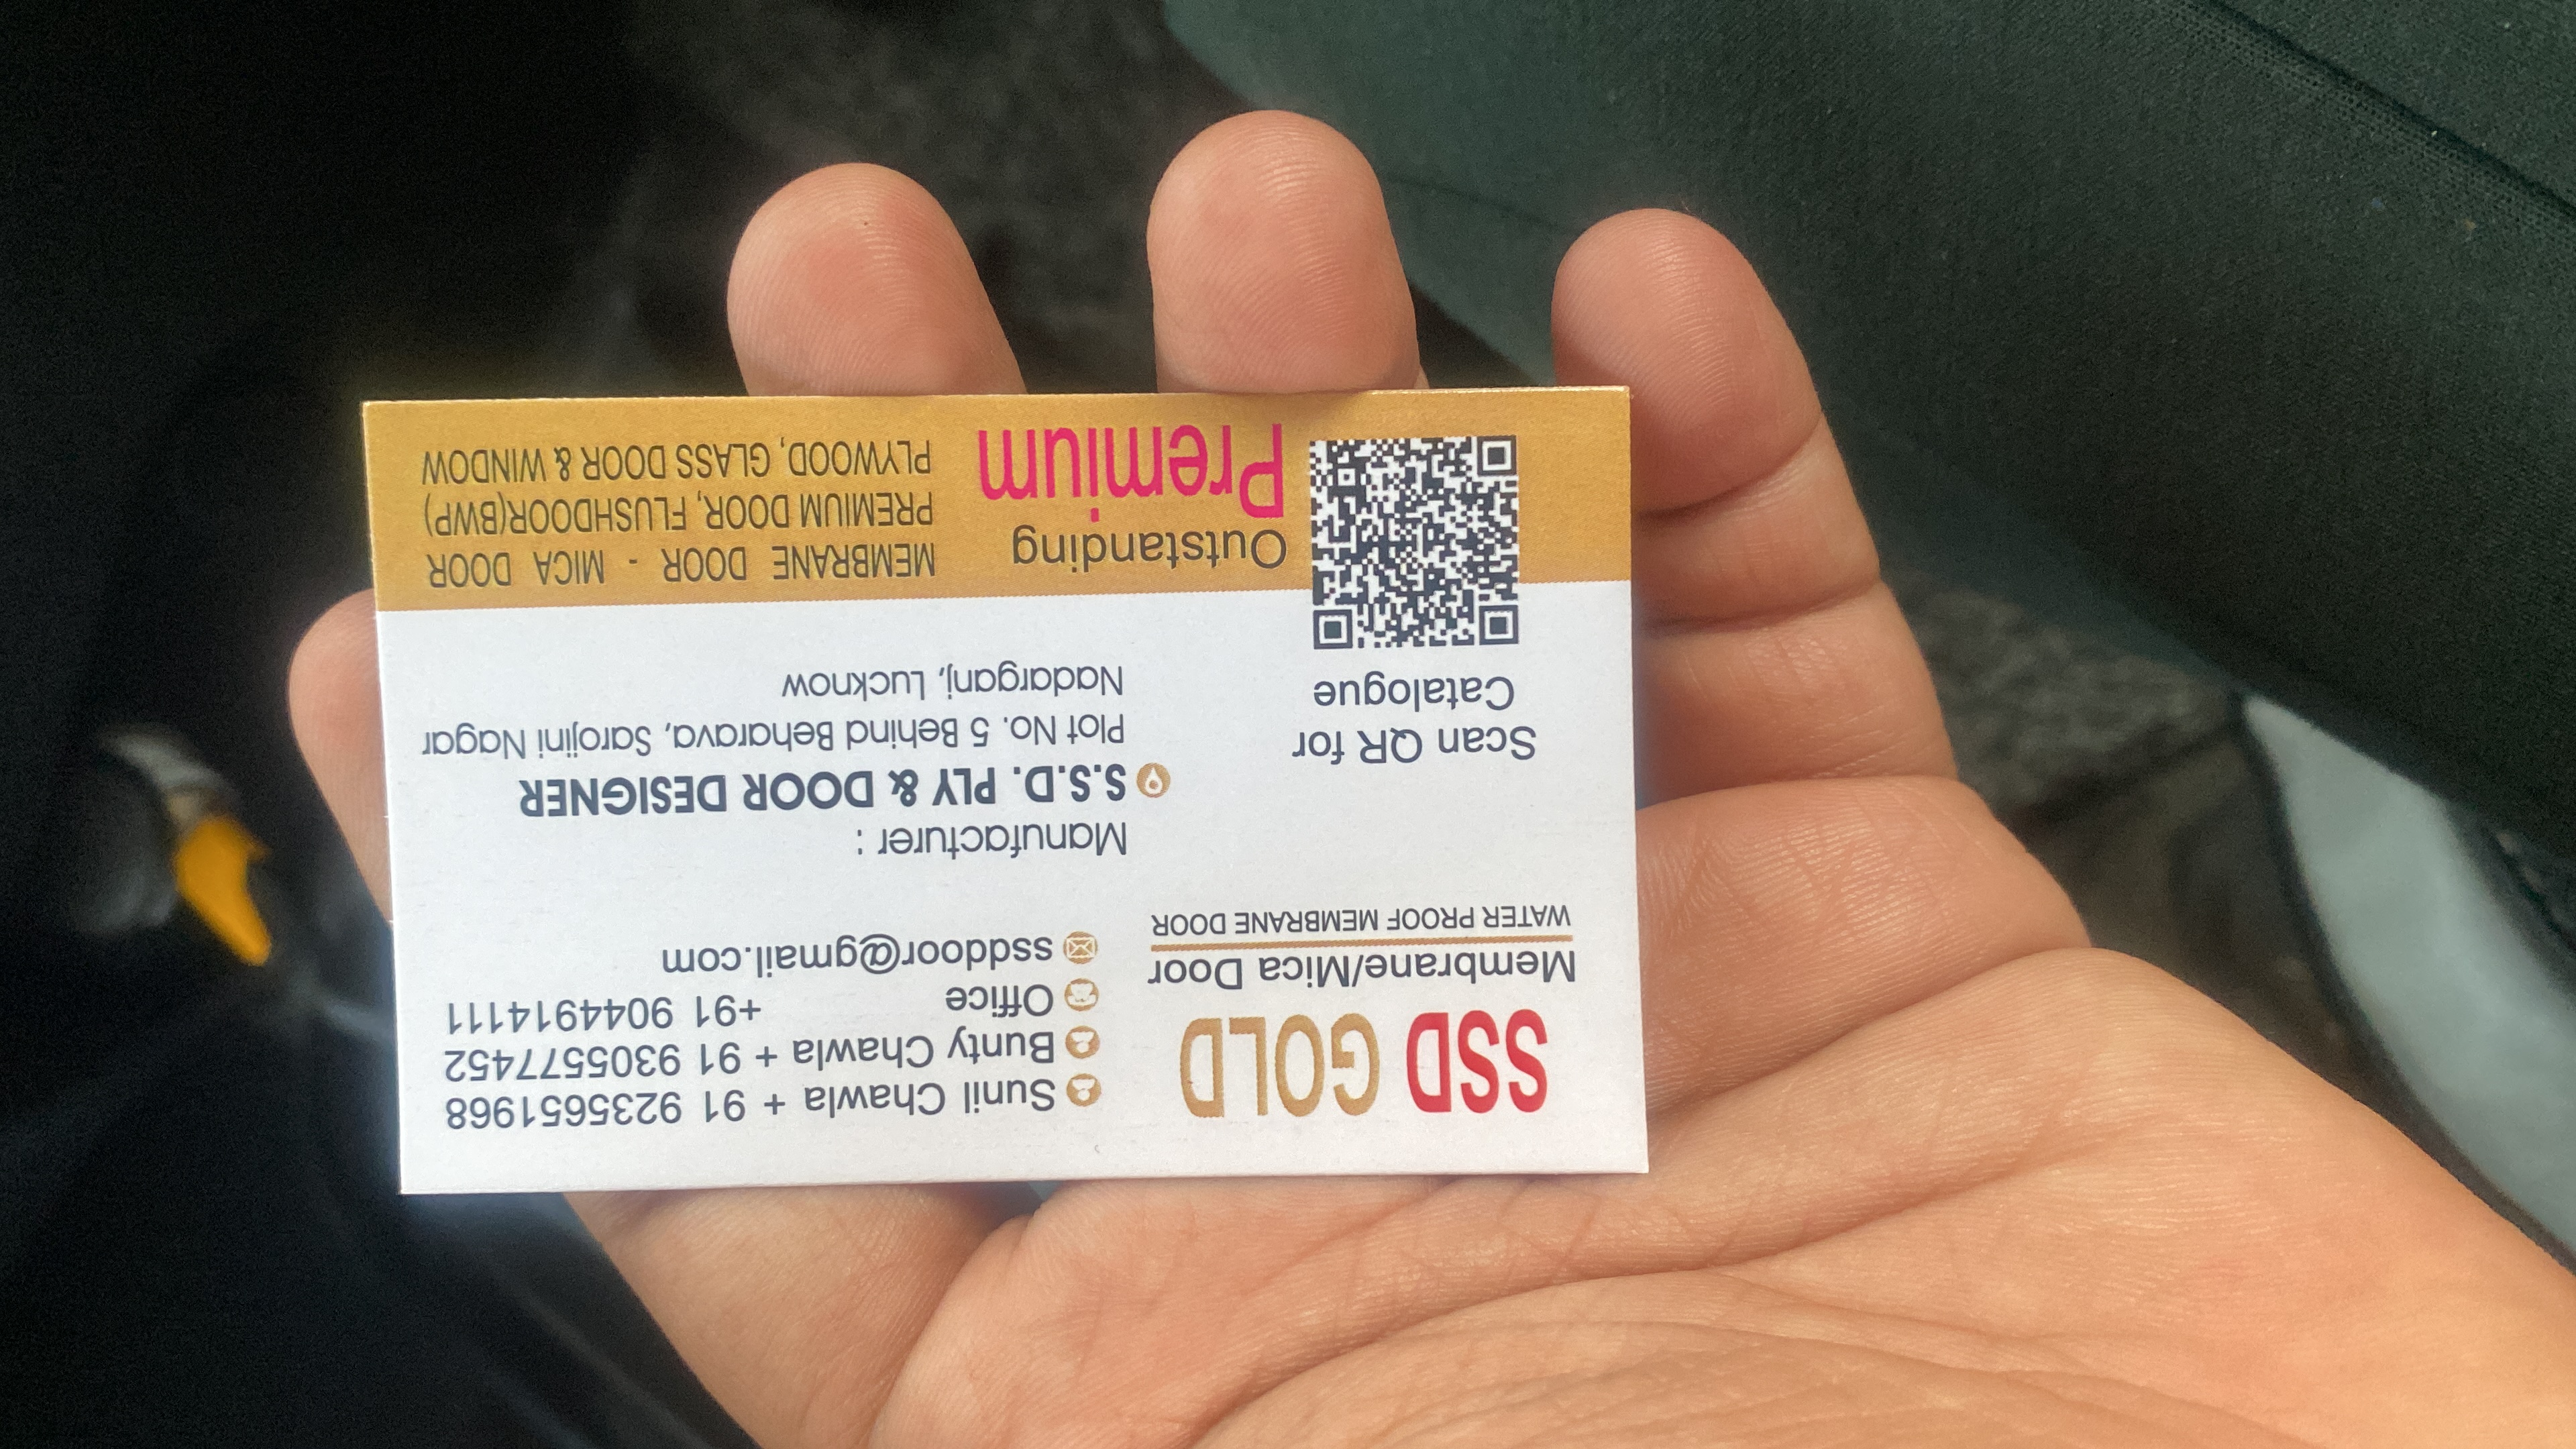 SSD GOLD
Membrane/Mica Door
WATER PROOF MEMBRANE DOOR
Sunil Chawla + 91 9235651968
Bunty Chawla + 91 9305577452
Office +91 9044914111
ssddoor@gmail.com
Manufacturer :
S.S.D. PLY & DOOR DESIGNER
Plot No. 5 Behind Beharava, Sarojini Nagar
Nadarganj, Lucknow
Scan QR for
Catalogue
Outstanding
Premium
MEMBRANE DOOR - MICA DOOR
PREMIUM DOOR, FLUSHDOOR(BWP)
PLYWOOD, GLASS DOOR & WINDOW